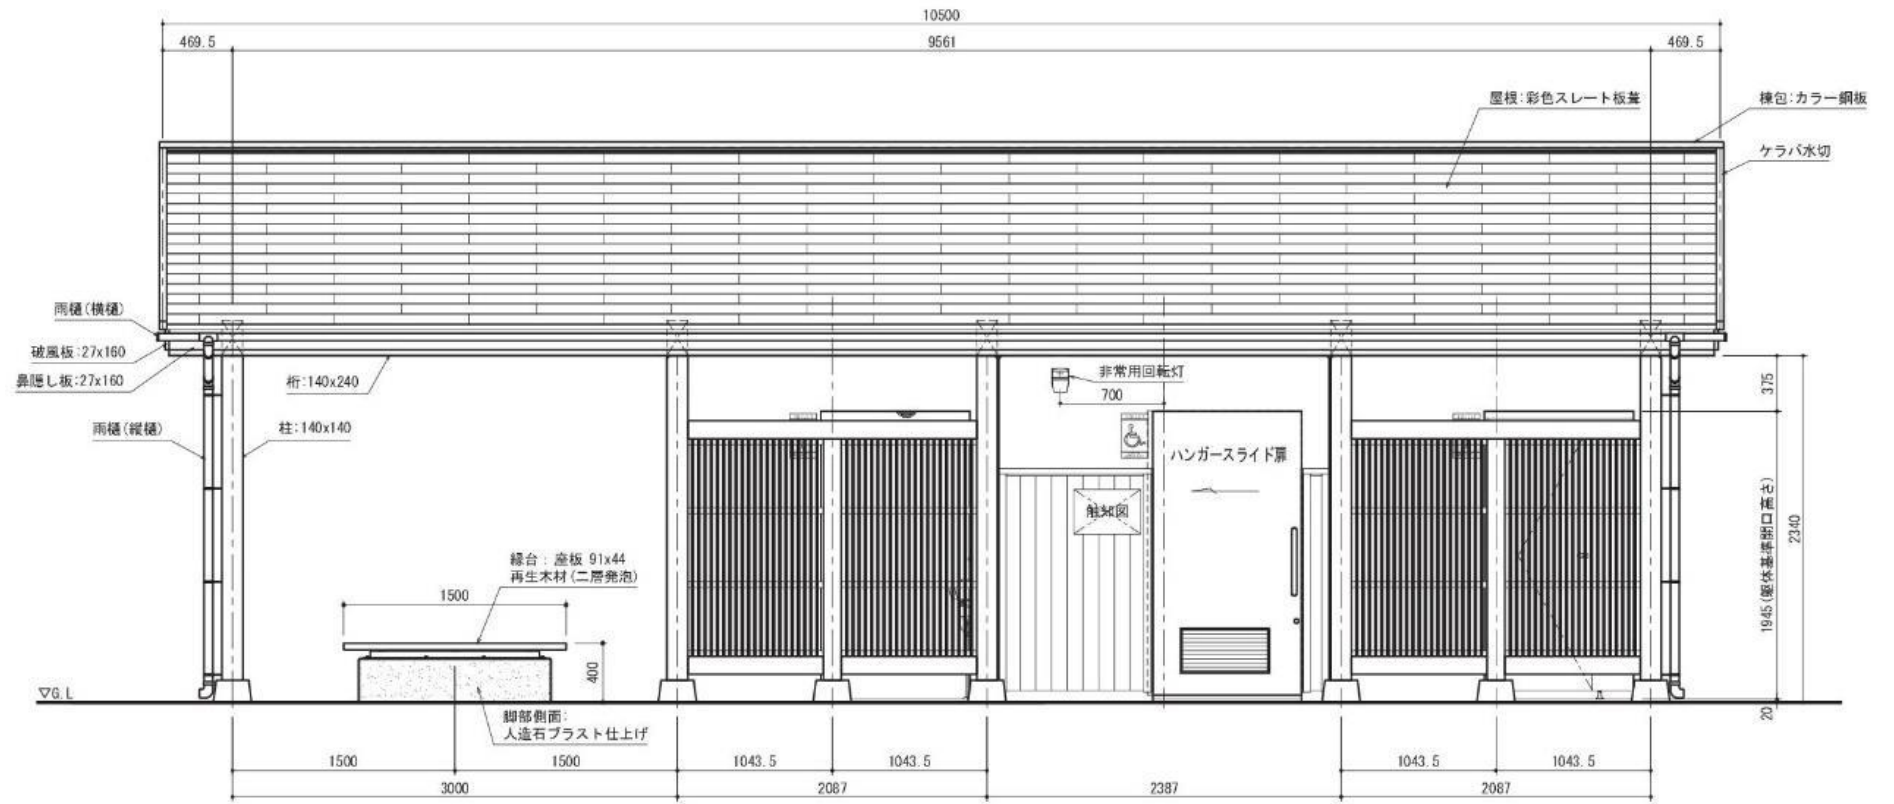 10500
469.5
9561
469.5
屋根:彩色スレート板葺
棟包:カラー鋼板
ケラバ水切
雨樋(横樋)
破風板:27x160
鼻隠し板:27x160
桁:140x240
雨樋(縦樋)
柱:140x140
非常用回転灯
700
ハンガースライド扉
触知図
375
1945(躯体基準開口高さ)
2340
20
縁台: 座板 91x44
再生木材(二層発泡)
1500
400
▽G.L
脚部側面:
人造石ブラスト仕上げ
1500
1500
1043.5
1043.5
1043.5
1043.5
3000
2087
2387
2087